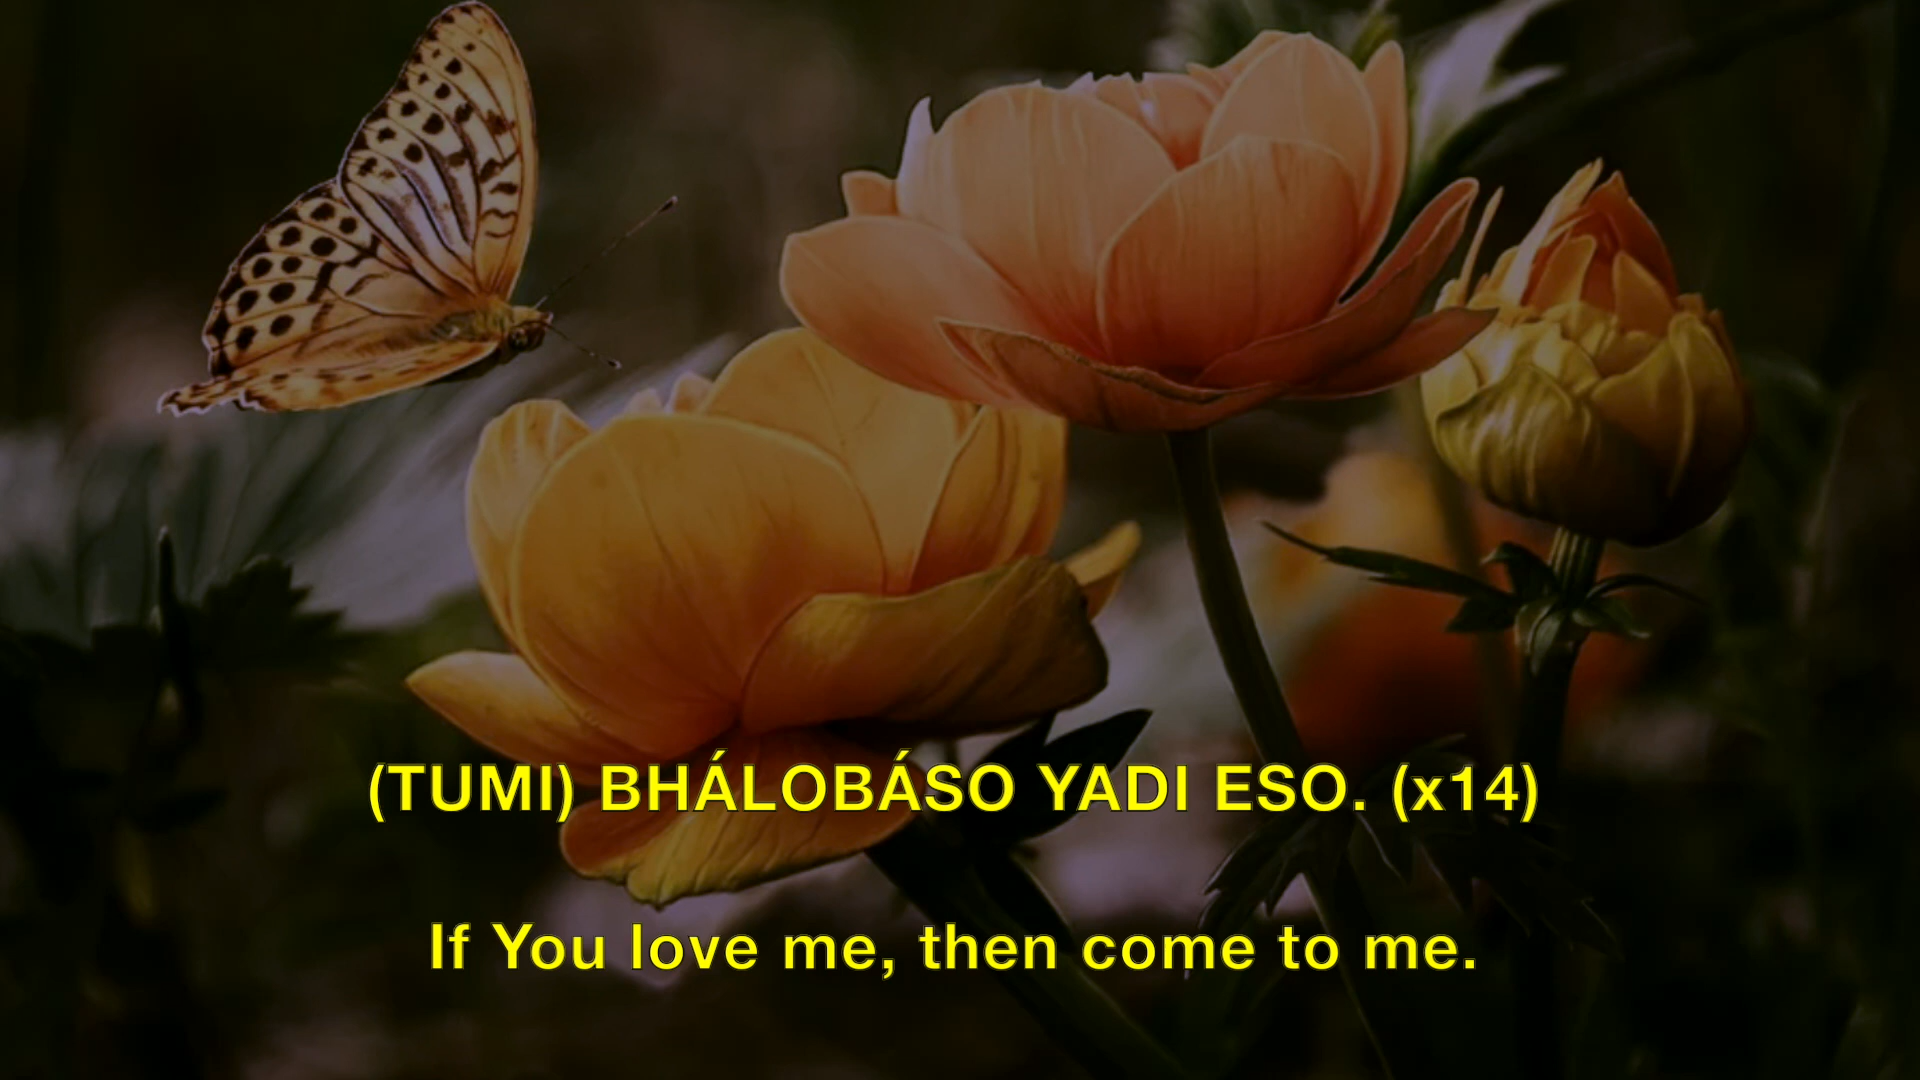 (TUMI) BHÁLOBÁSO YADI ESO. (x14)
If You love me, then come to me.